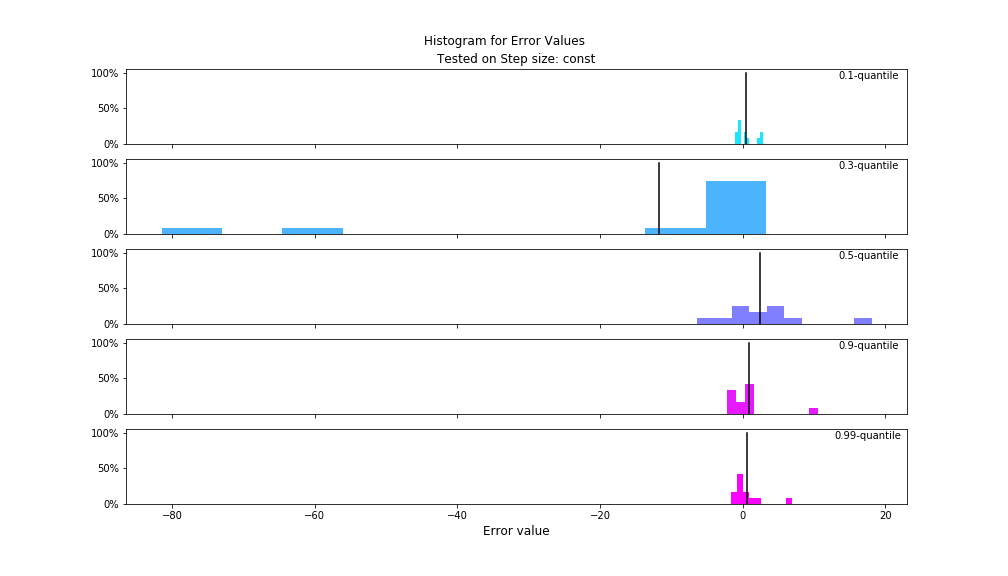 Histogram for Error Values
Tested on Step size: const
100%
50%
0%
0.1-quantile
100%
50%
0%
0.3-quantile
100%
50%
0%
0.5-quantile
100%
50%
0%
0.9-quantile
100%
50%
0%
0.99-quantile
−80 −60 −40 −20 0 20
Error value